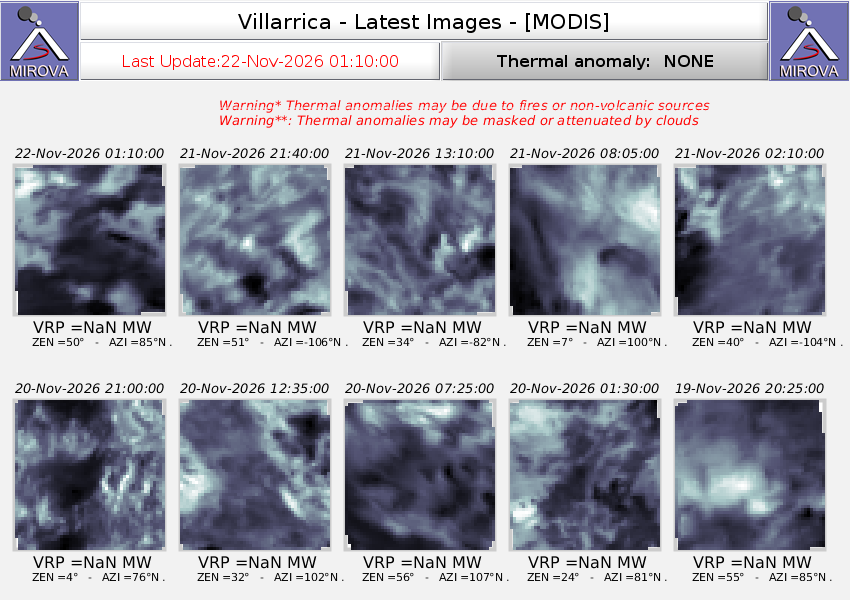 Villarrica - Latest Images - [MODIS]
MIROVA
Last Update:22-Nov-2026 01:10:00
Thermal anomaly: NONE
MIROVA
Warning* Thermal anomalies may be due to fires or non-volcanic sources
Warning**: Thermal anomalies may be masked or attenuated by clouds
22-Nov-2026 01:10:00
21-Nov-2026 21:40:00
21-Nov-2026 13:10:00
21-Nov-2026 08:05:00
21-Nov-2026 02:10:00
VRP =NaN MW
VRP =NaN MW
VRP =NaN MW
VRP =NaN MW
VRP =NaN MW
ZEN =50° - AZI =85°N .
ZEN =51° - AZI =-106°N .
ZEN =34° - AZI =-82°N .
ZEN =7° - AZI =100°N .
ZEN =40° - AZI =-104°N .
20-Nov-2026 21:00:00
20-Nov-2026 12:35:00
20-Nov-2026 07:25:00
20-Nov-2026 01:30:00
19-Nov-2026 20:25:00
VRP =NaN MW
VRP =NaN MW
VRP =NaN MW
VRP =NaN MW
VRP =NaN MW
ZEN =4° - AZI =76°N .
ZEN =32° - AZI =102°N .
ZEN =56° - AZI =107°N .
ZEN =24° - AZI =81°N .
ZEN =55° - AZI =85°N .